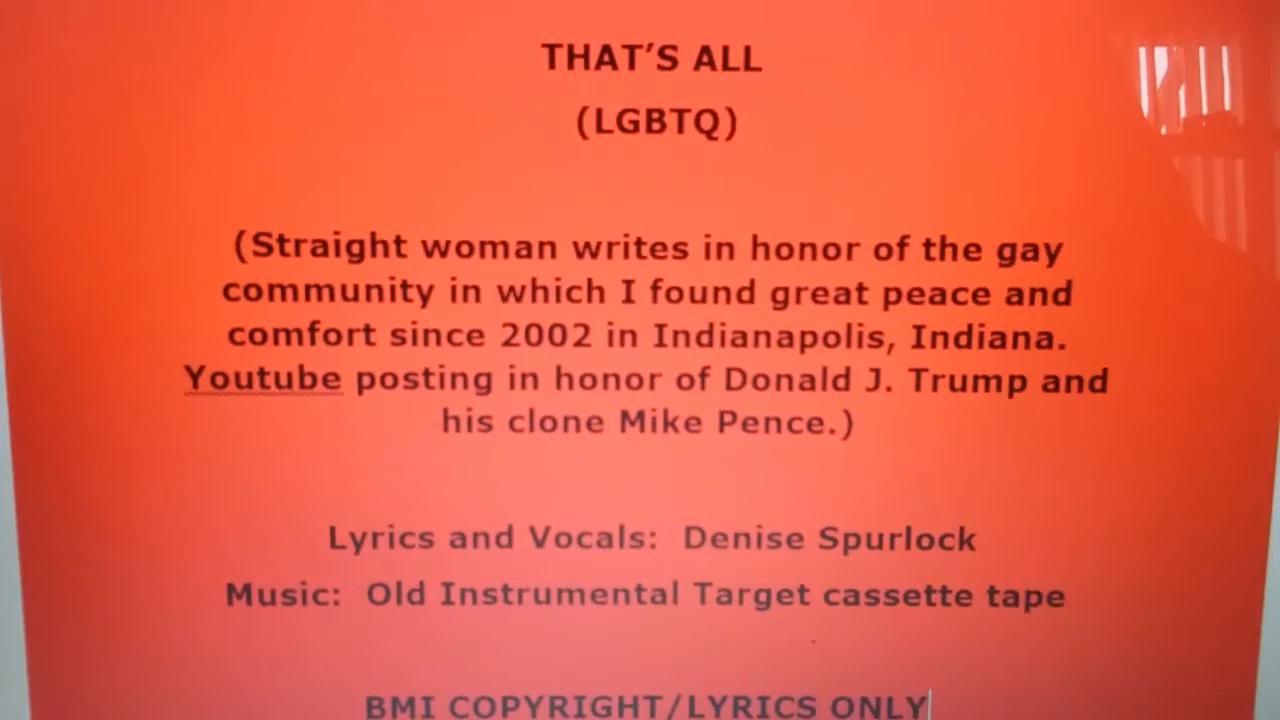 THAT'S ALL
(LGBTQ)
(Straight woman writes in honor of the gay
community in which I found great peace and
comfort since 2002 in Indianapolis, Indiana.
Youtube posting in honor of Donald J. Trump and
his clone Mike Pence.)
Lyrics and Vocals:  Denise Spurlock
Music:  Old Instrumental Target cassette tape
BMI COPYRIGHT/LYRICS ONLY